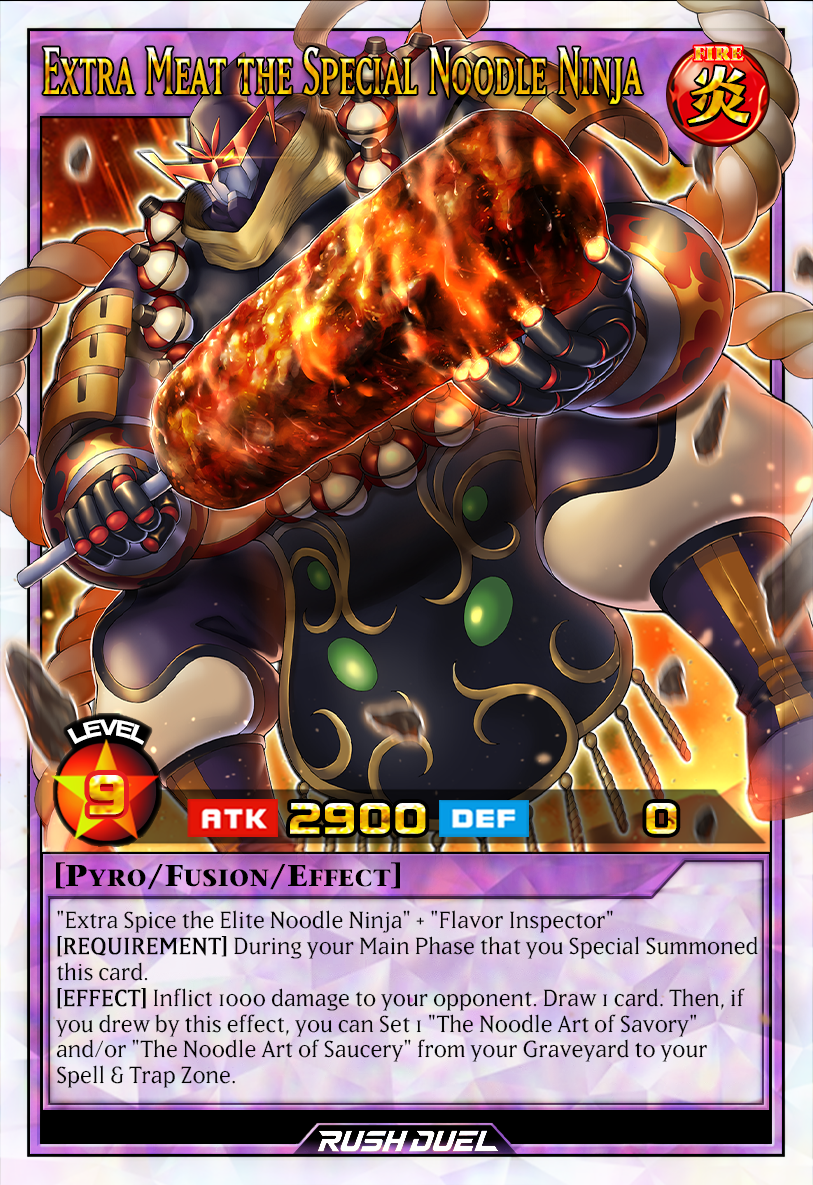 Extra Meat the Special Noodle Ninja
FIRE
炎
LEVEL
9
ATK 2900 DEF 0
[Pyro/Fusion/Effect]
"Extra Spice the Elite Noodle Ninja" + "Flavor Inspector"
[REQUIREMENT] During your Main Phase that you Special Summoned
this card.
[EFFECT] Inflict 1000 damage to your opponent. Draw 1 card. Then, if
you drew by this effect, you can Set 1 "The Noodle Art of Savory"
and/or "The Noodle Art of Saucery" from your Graveyard to your
Spell & Trap Zone.
RUSH DUEL